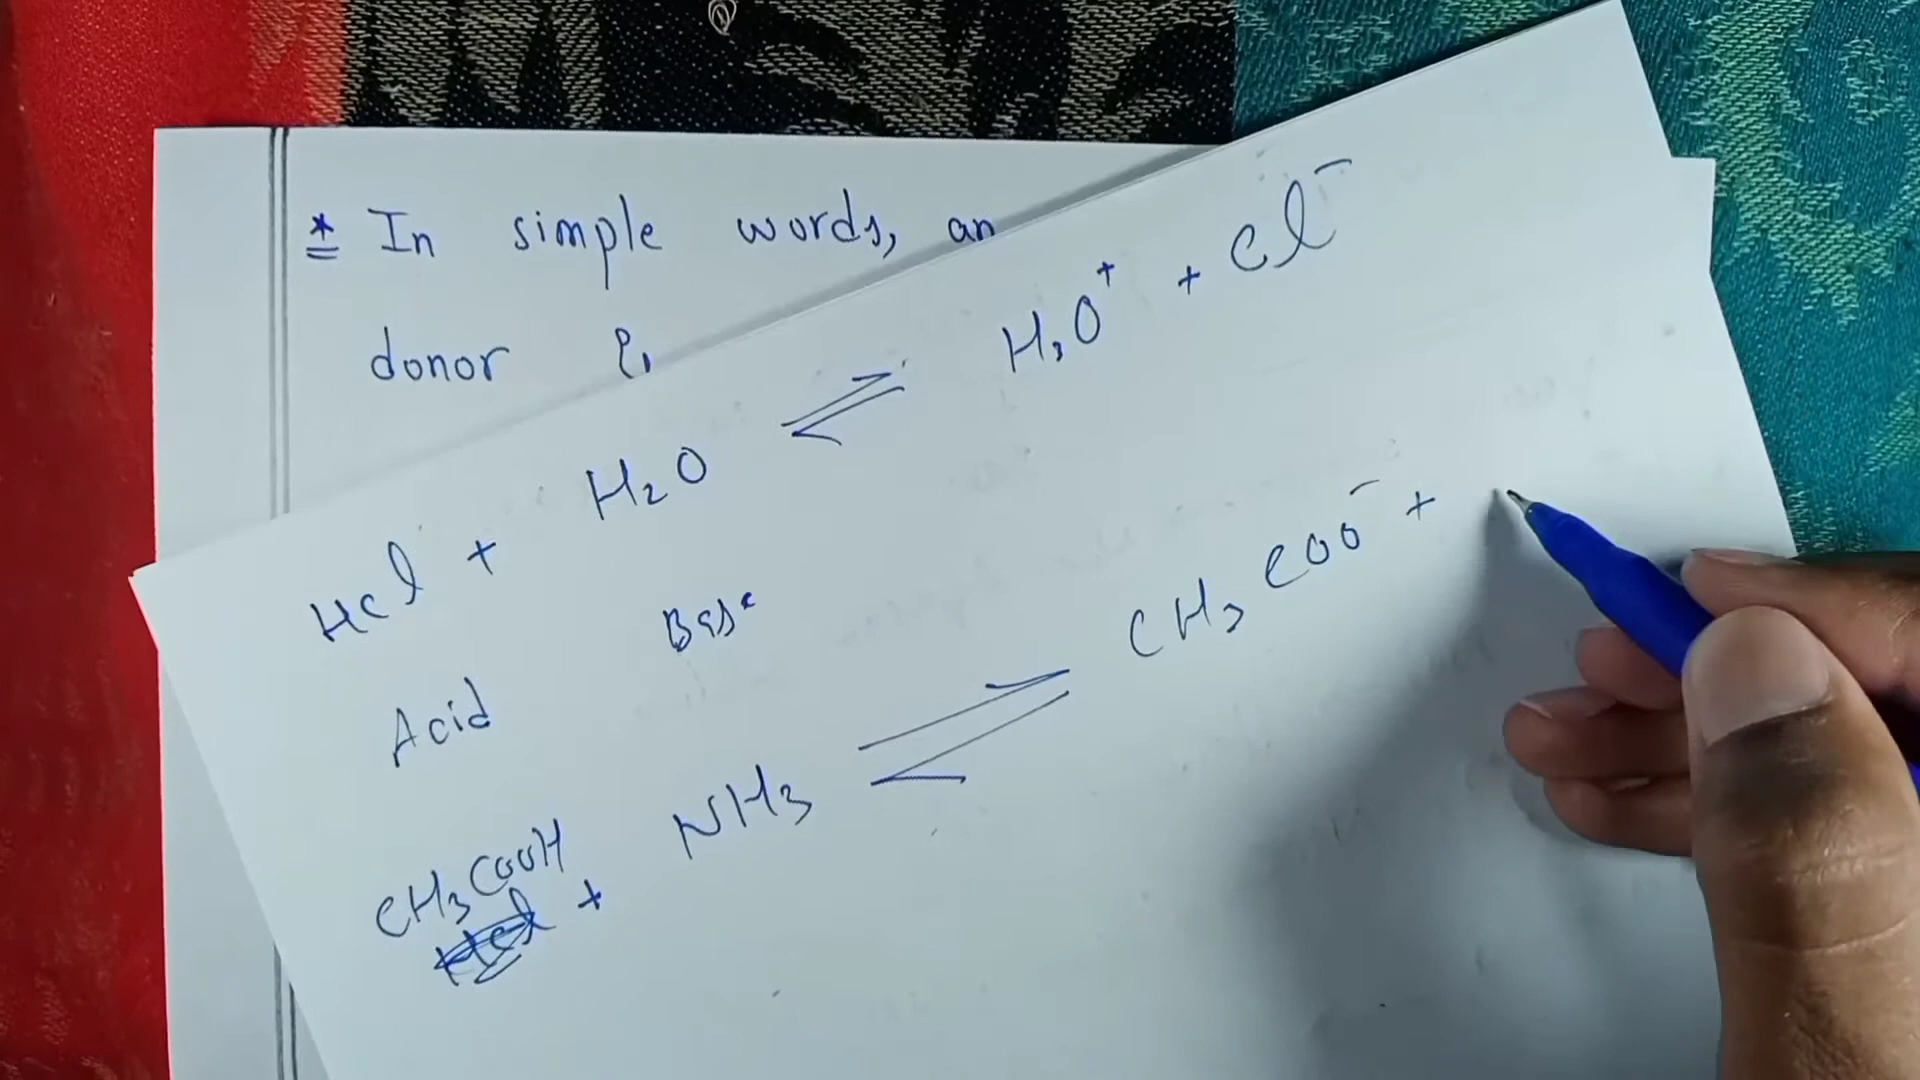 * In simple words, an
donor &
HCl + H₂O ⇌ H₃O⁺ + Cl⁻
Acid Base
CH₃COOH + NH₃ ⇌ CH₃COO⁻ +